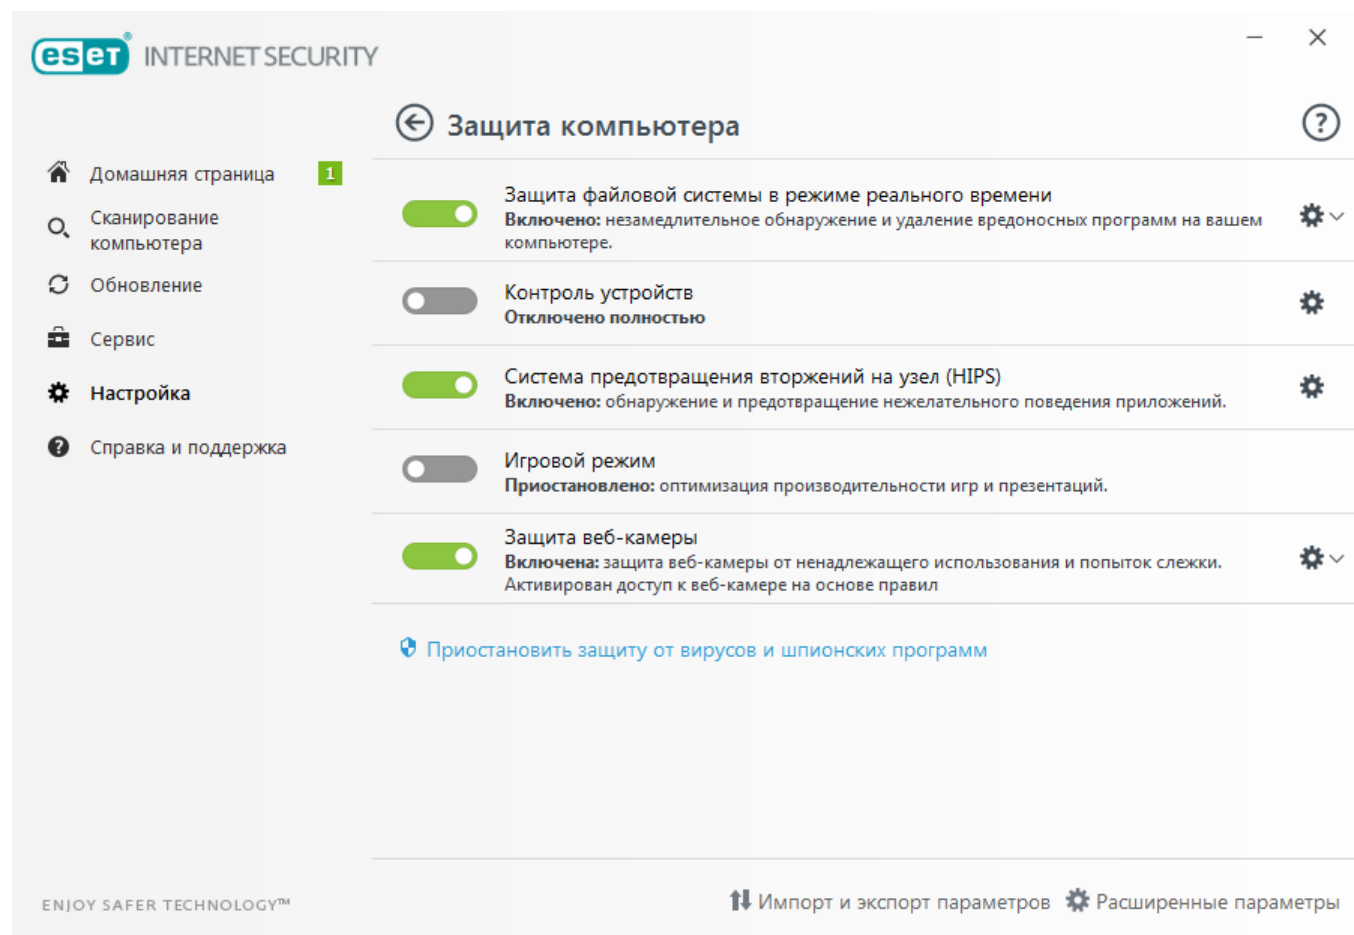 eset® INTERNET SECURITY
Защита компьютера
Домашняя страница 1
Сканирование
компьютера
Обновление
Сервис
Настройка
Справка и поддержка
Защита файловой системы в режиме реального времени
Включено: незамедлительное обнаружение и удаление вредоносных программ на вашем
компьютере.
Контроль устройств
Отключено полностью
Система предотвращения вторжений на узел (HIPS)
Включено: обнаружение и предотвращение нежелательного поведения приложений.
Игровой режим
Приостановлено: оптимизация производительности игр и презентаций.
Защита веб-камеры
Включена: защита веб-камеры от ненадлежащего использования и попыток слежки.
Активирован доступ к веб-камере на основе правил
Приостановить защиту от вирусов и шпионских программ
ENJOY SAFER TECHNOLOGY™
Импорт и экспорт параметров Расширенные параметры